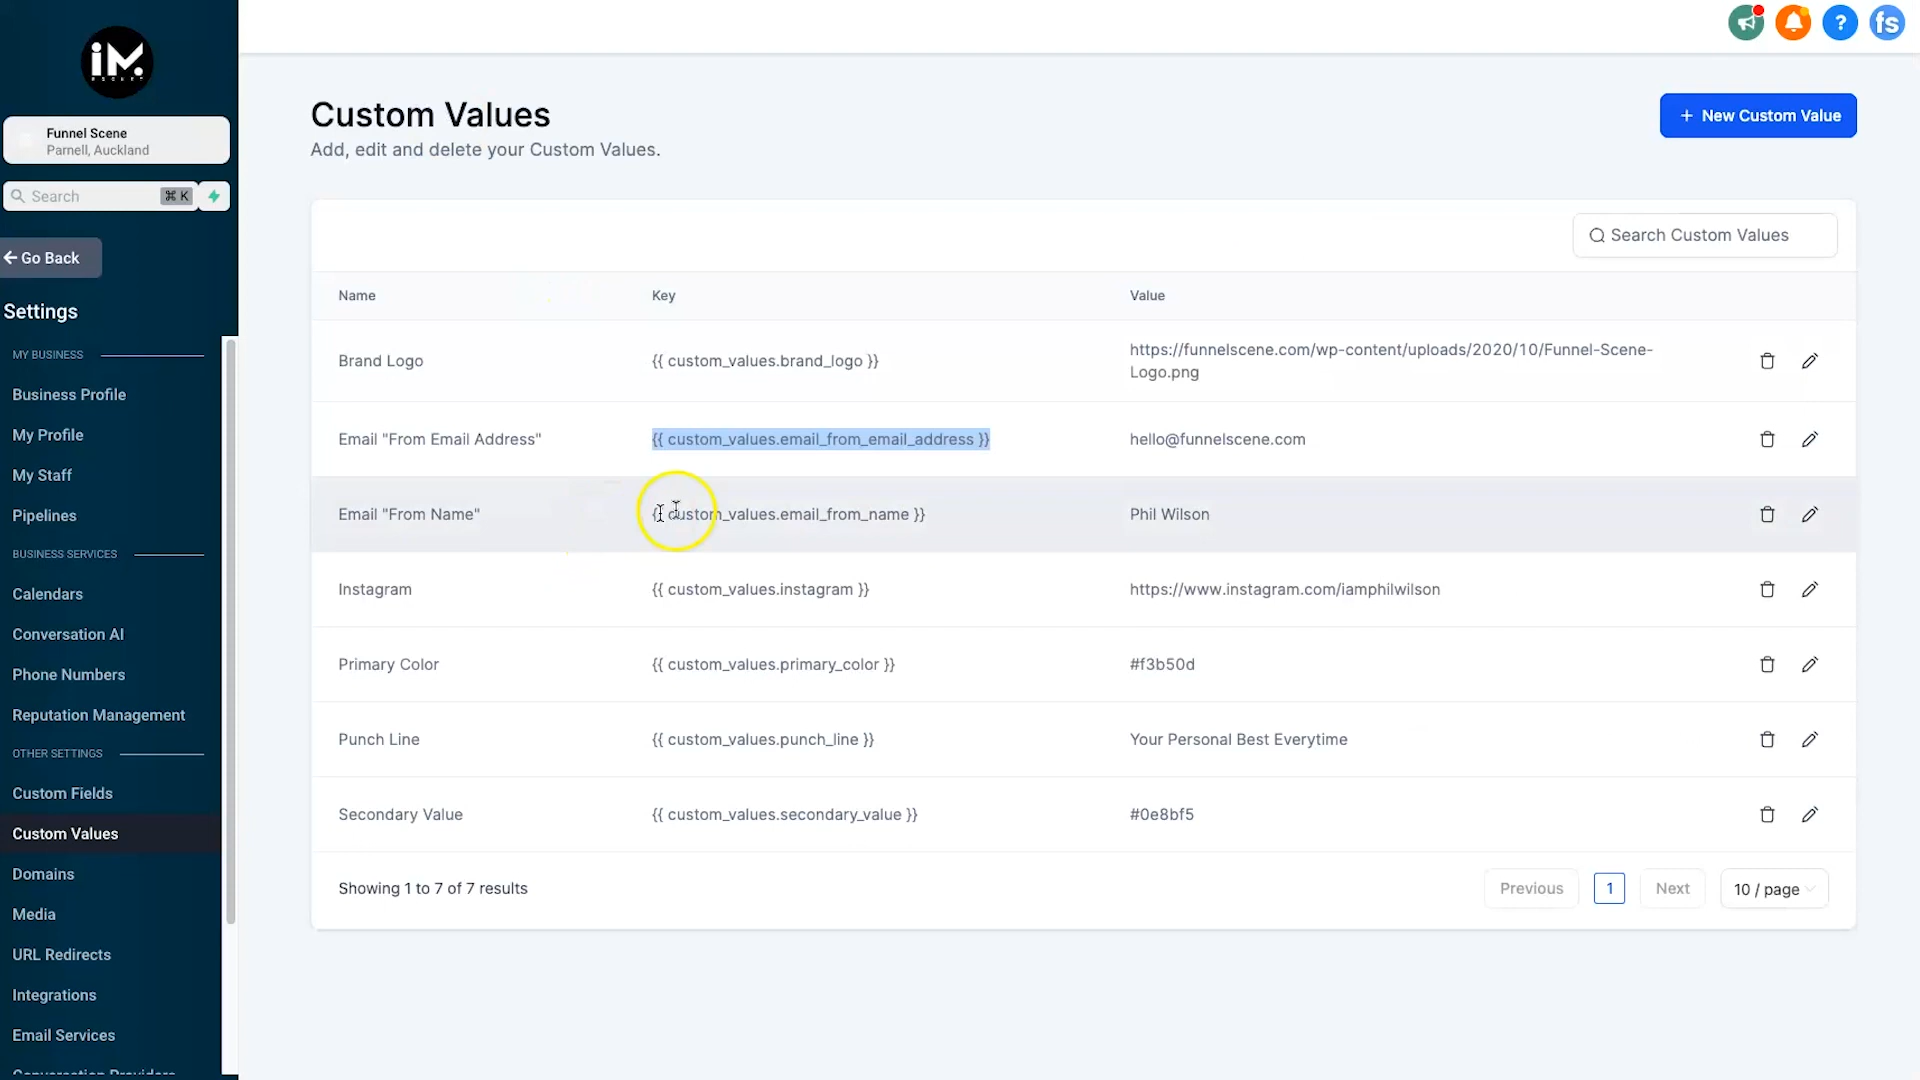 iM.
Funnel Scene
Parnell, Auckland
Search
⌘ K
Go Back
Settings
MY BUSINESS
Business Profile
My Profile
My Staff
Pipelines
BUSINESS SERVICES
Calendars
Conversation AI
Phone Numbers
Reputation Management
OTHER SETTINGS
Custom Fields
Custom Values
Domains
Media
URL Redirects
Integrations
Email Services
Conversation Providers
?
fs
Custom Values
Add, edit and delete your Custom Values.
+ New Custom Value
Search Custom Values
Name Key Value
Brand Logo {{ custom_values.brand_logo }} https://funnelscene.com/wp-content/uploads/2020/10/Funnel-Scene-
Logo.png
Email "From Email Address" {{ custom_values.email_from_email_address }} hello@funnelscene.com
Email "From Name" {{ custom_values.email_from_name }} Phil Wilson
Instagram {{ custom_values.instagram }} https://www.instagram.com/iamphilwilson
Primary Color {{ custom_values.primary_color }} #f3b50d
Punch Line {{ custom_values.punch_line }} Your Personal Best Everytime
Secondary Value {{ custom_values.secondary_value }} #0e8bf5
Showing 1 to 7 of 7 results
Previous 1 Next 10 / page